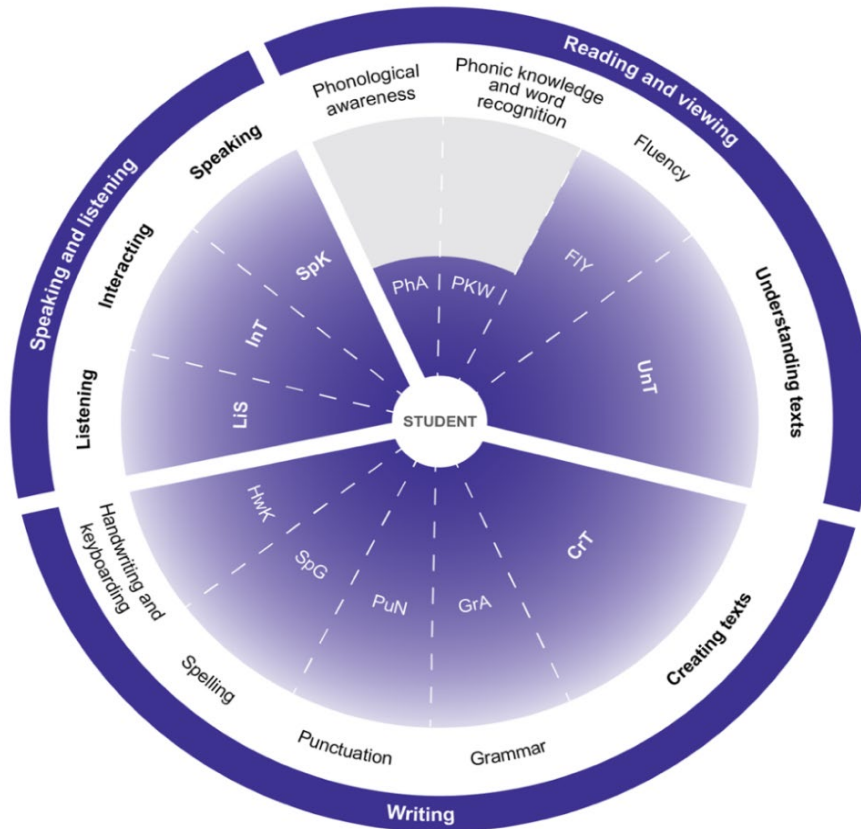 Reading and viewing
Phonological
awareness
Phonic knowledge
and word
recognition
Fluency
Understanding texts
PhA
PKW
FlY
UnT
Speaking and listening
Speaking
Interacting
Listening
SpK
InT
LiS
STUDENT
HwK
SpG
PuN
GrA
CrT
Handwriting and
keyboarding
Spelling
Punctuation
Grammar
Creating texts
Writing